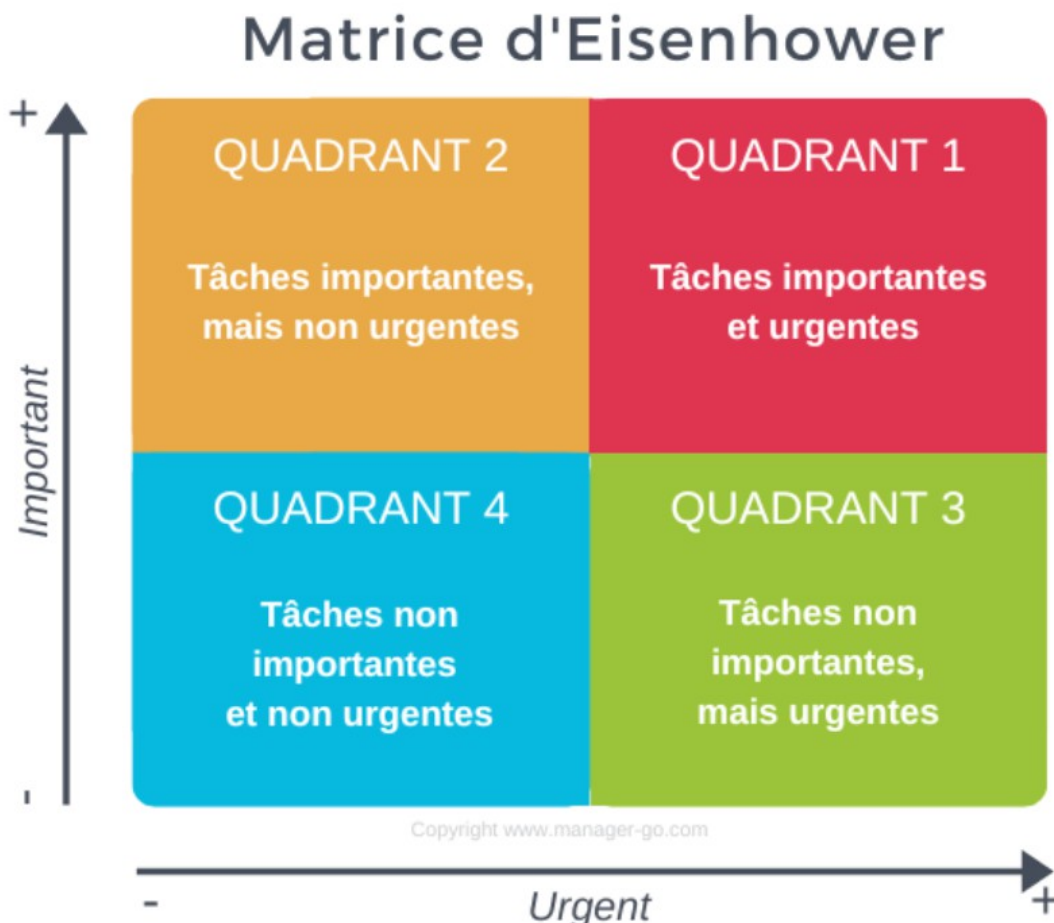 Matrice d'Eisenhower
+
Important
-
QUADRANT 2
Tâches importantes,
mais non urgentes
QUADRANT 1
Tâches importantes
et urgentes
QUADRANT 4
Tâches non
importantes
et non urgentes
QUADRANT 3
Tâches non
importantes,
mais urgentes
Copyright www.manager-go.com
-
Urgent
+